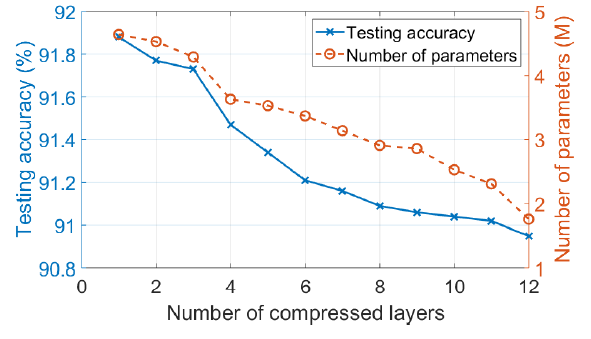 Testing accuracy (%)
92
91.8
91.6
91.4
91.2
91
90.8
Testing accuracy
Number of parameters
5
4
3
2
1
Number of parameters (M)
0 2 4 6 8 10 12
Number of compressed layers